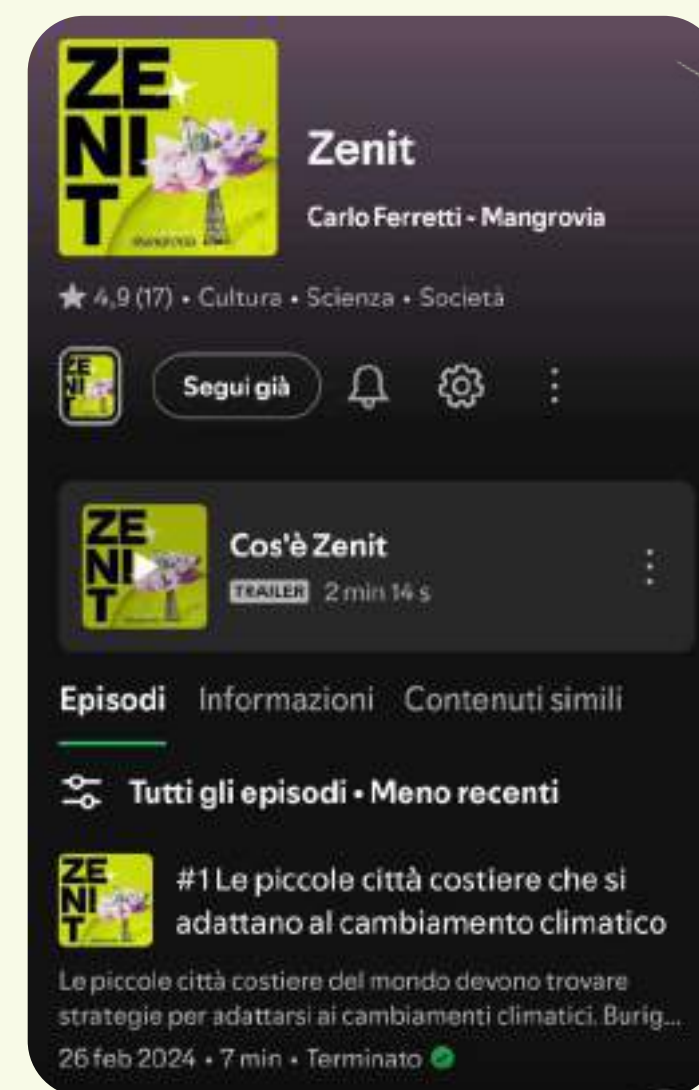 ZE
NI
T
mangrovia
Zenit
Carlo Ferretti - Mangrovia
4,9 (17) • Cultura • Scienza • Società
ZE
NI
T
Segui già
ZE
NI
T
Cos'è Zenit
TRAILER 2 min 14 s
Episodi Informazioni Contenuti simili
Tutti gli episodi • Meno recenti
ZE
NI
T
#1 Le piccole città costiere che si
adattano al cambiamento climatico
Le piccole città costiere del mondo devono trovare
strategie per adattarsi ai cambiamenti climatici. Burig...
26 feb 2024 • 7 min • Terminato